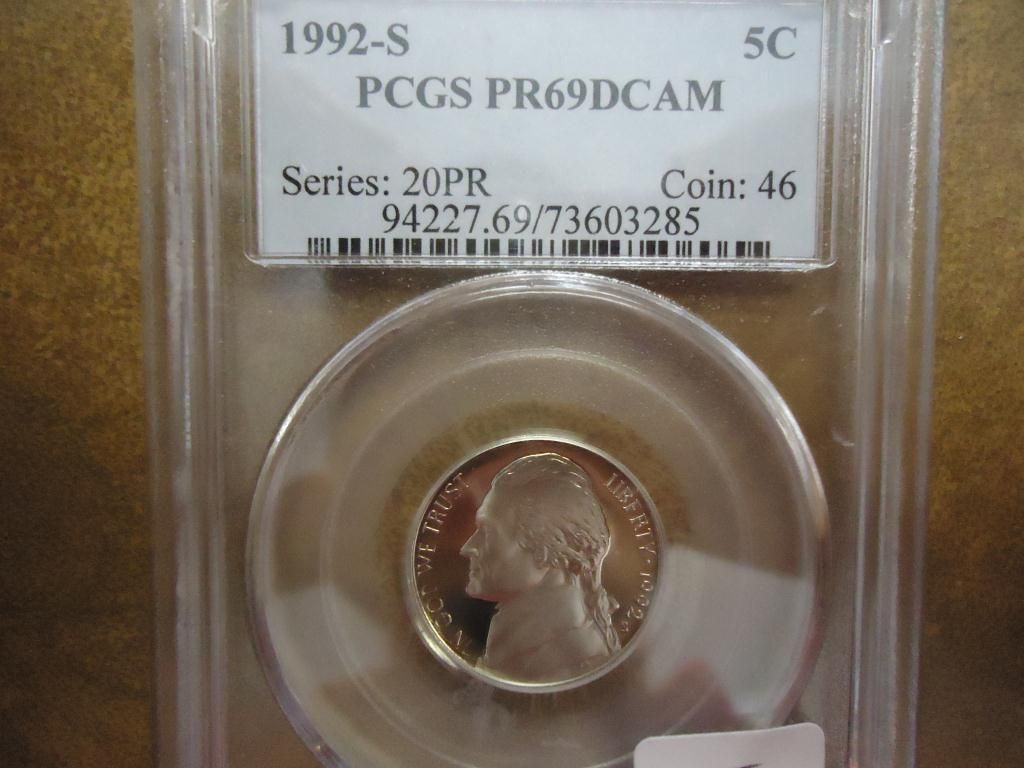 1992-S 5C
PCGS PR69DCAM
Series: 20PR Coin: 46
94227.69/73603285
IN GOD WE TRUST
LIBERTY 1992 S